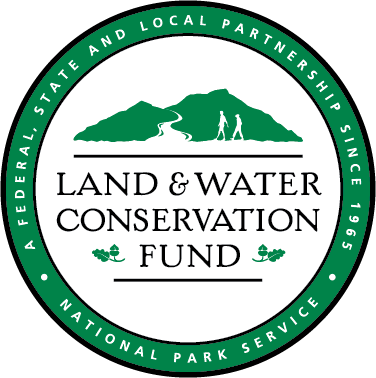 A FEDERAL, STATE AND LOCAL PARTNERSHIP SINCE 1965
LAND & WATER
CONSERVATION
FUND
• NATIONAL PARK SERVICE •